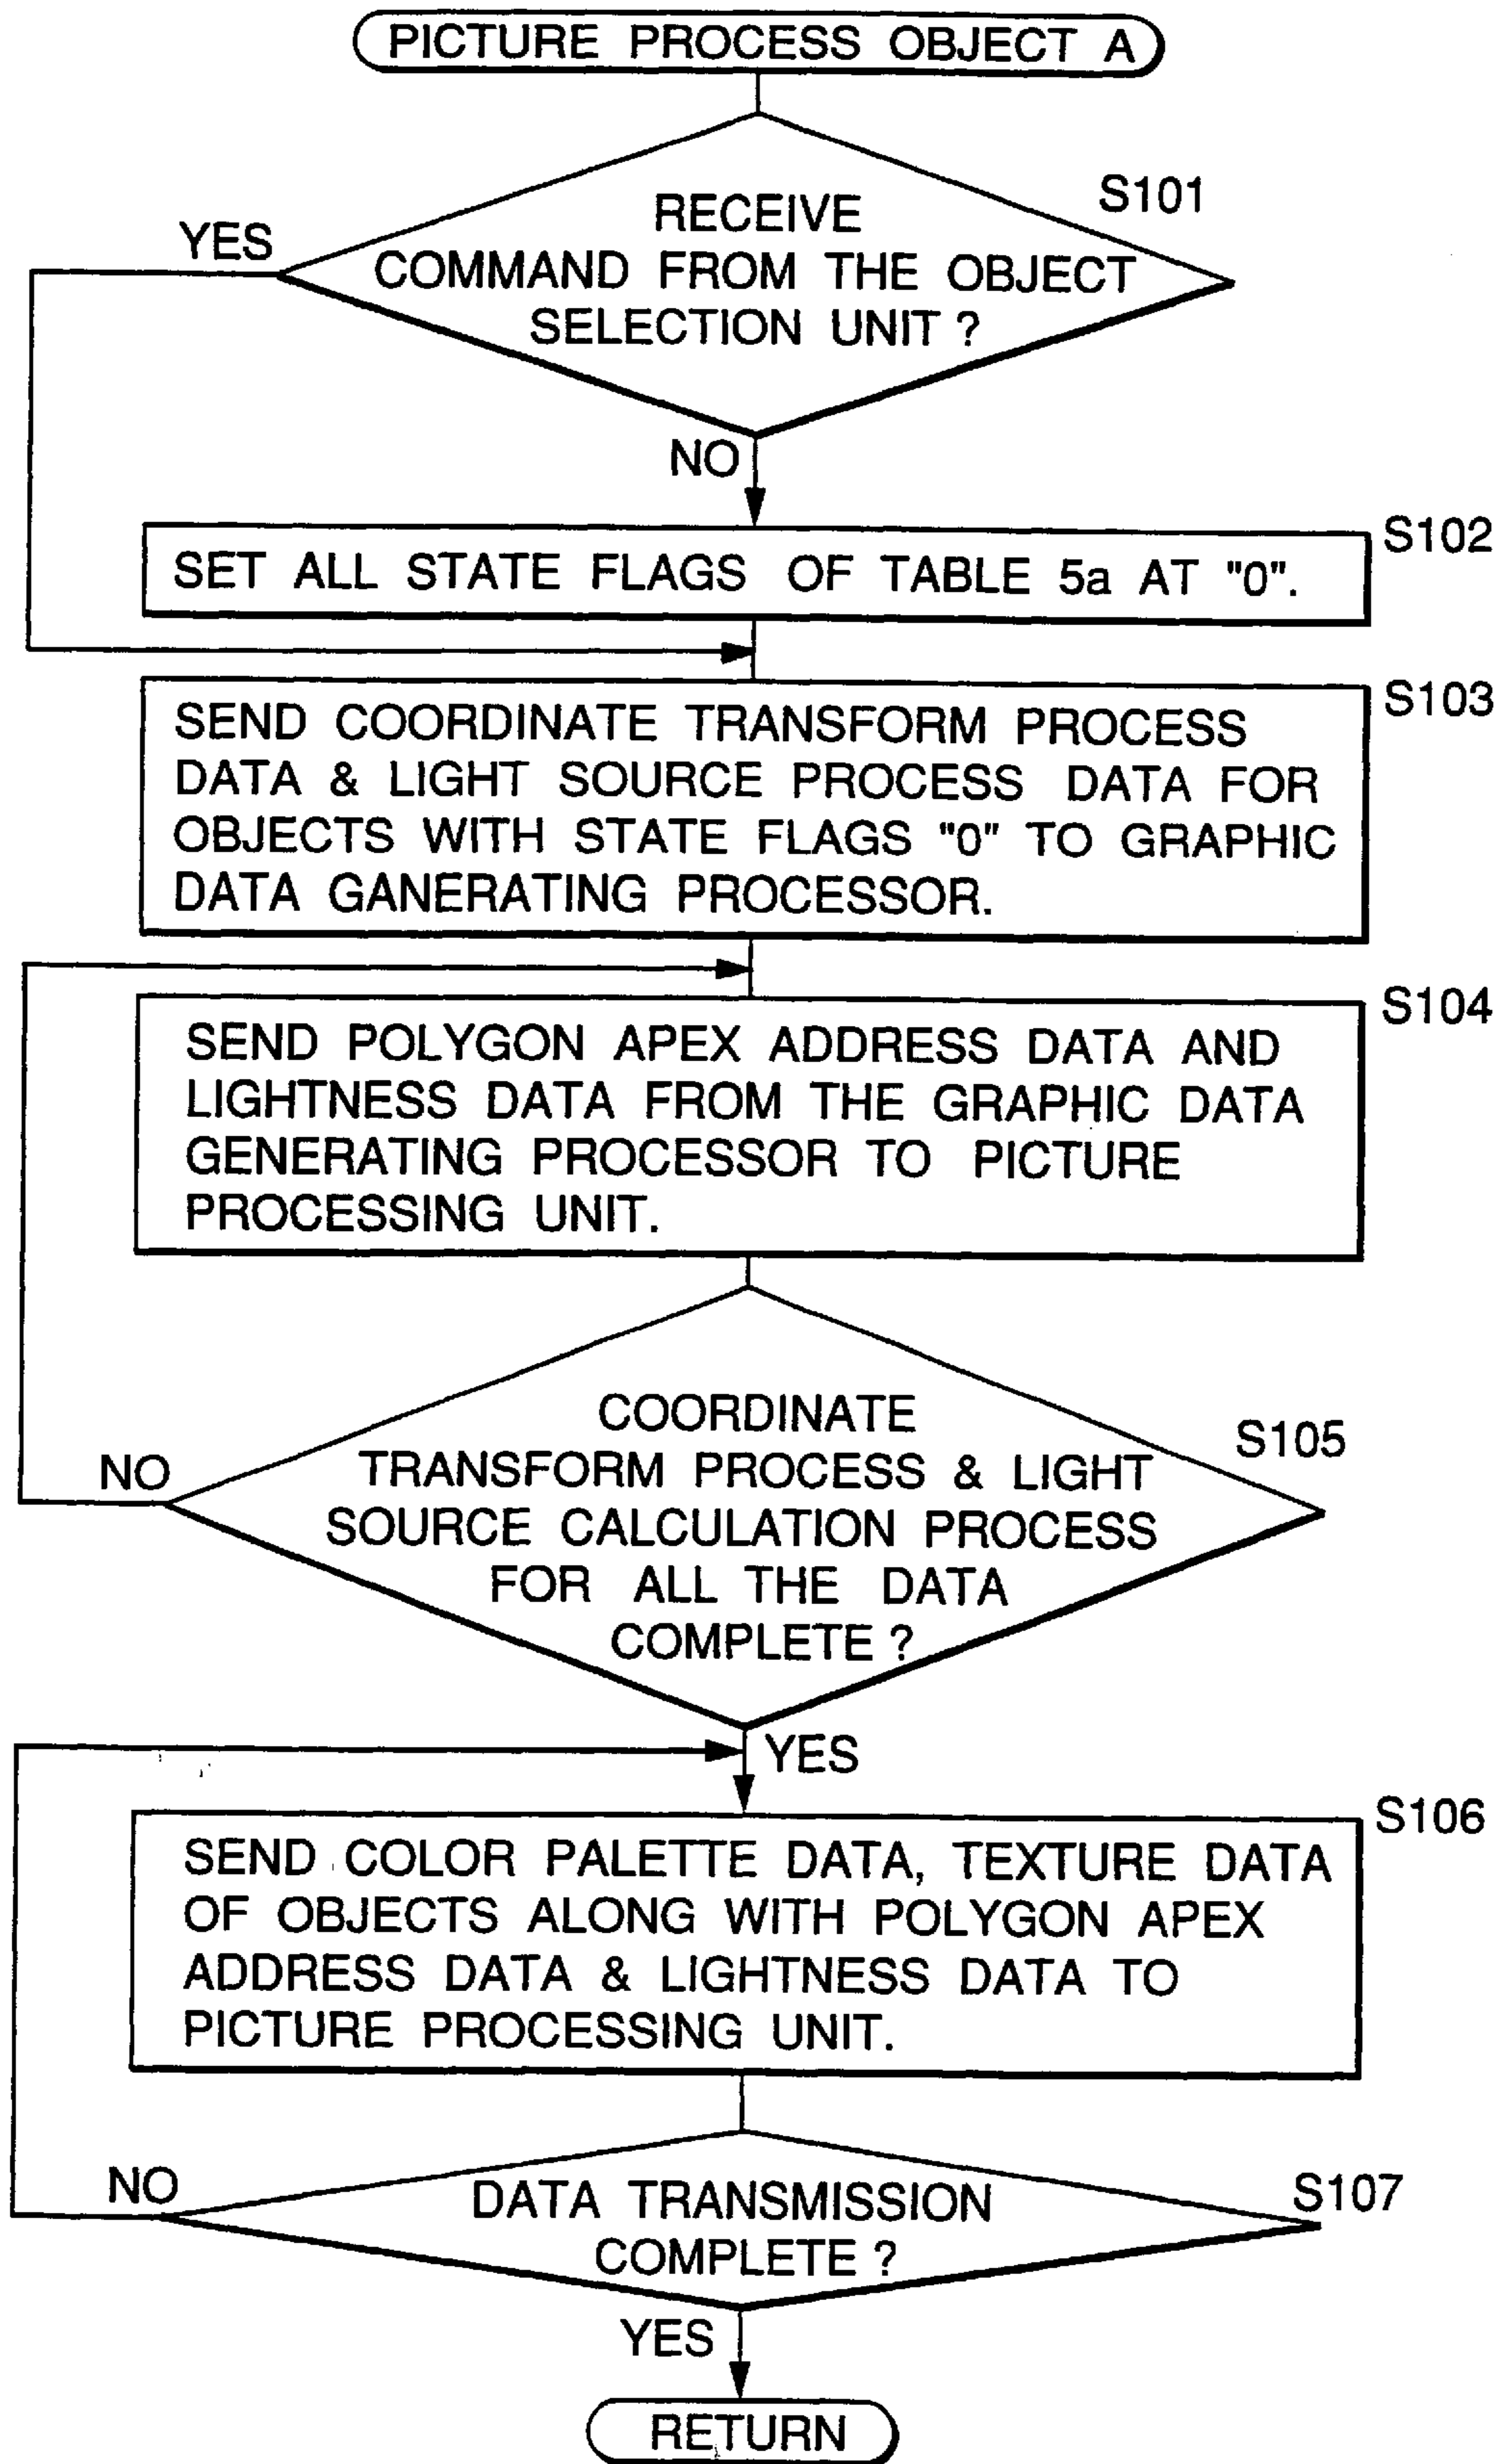 PICTURE PROCESS OBJECT A
S101
RECEIVE
COMMAND FROM THE OBJECT
SELECTION UNIT ?
YES
NO
S102
SET ALL STATE FLAGS OF TABLE 5a AT "0".
S103
SEND COORDINATE TRANSFORM PROCESS
DATA & LIGHT SOURCE PROCESS DATA FOR
OBJECTS WITH STATE FLAGS "0" TO GRAPHIC
DATA GANERATING PROCESSOR.
S104
SEND POLYGON APEX ADDRESS DATA AND
LIGHTNESS DATA FROM THE GRAPHIC DATA
GENERATING PROCESSOR TO PICTURE
PROCESSING UNIT.
S105
COORDINATE
TRANSFORM PROCESS & LIGHT
SOURCE CALCULATION PROCESS
FOR ALL THE DATA
COMPLETE ?
NO
YES
S106
SEND COLOR PALETTE DATA, TEXTURE DATA
OF OBJECTS ALONG WITH POLYGON APEX
ADDRESS DATA & LIGHTNESS DATA TO
PICTURE PROCESSING UNIT.
S107
DATA TRANSMISSION
COMPLETE ?
NO
YES
RETURN